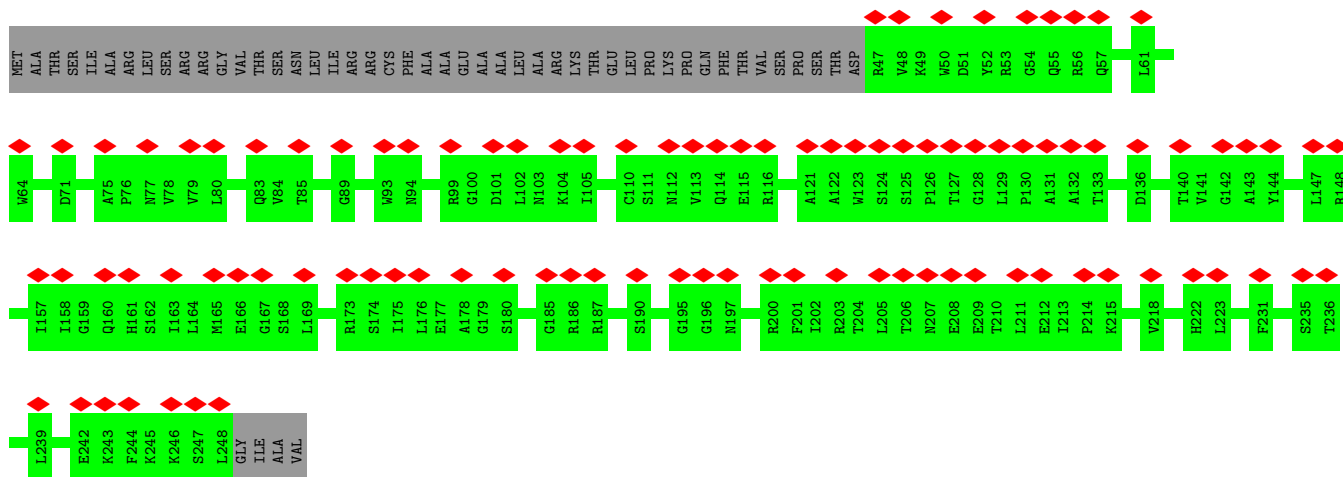 MET ALA THR SER ILE ALA ARG LEU SER ARG ARG GLY VAL THR SER ASN LEU ILE ARG ARG CYS PHE ALA ALA GLU ALA ALA LEU ALA ARG LYS THR GLU LEU PRO LYS PRO GLN PHE THR VAL SER PRO SER THR ASP R47 V48 K49 W50 D51 Y52 R53 G54 Q55 R56 Q57 L61
W64 D71 A75 P76 N77 V78 V79 L80 Q83 V84 T85 G89 W93 N94 R99 G100 D101 L102 N103 K104 I105 C110 S111 N112 V113 Q114 E115 R116 A121 A122 W123 S124 S125 P126 T127 G128 L129 P130 A131 A132 T133 D136 T140 V141 G142 A143 Y144 L147 R148
I157 I158 G159 Q160 H161 S162 I163 L164 M165 E166 G167 S168 L169 R173 S174 I175 L176 E177 A178 G179 S180 G185 R186 R187 S190 G195 G196 N197 R200 F201 I202 R203 T204 L205 T206 N207 E208 E209 T210 L211 E212 I213 P214 K215 V218 H222 L223 F231 S235 T236
L239 E242 K243 F244 K245 K246 S247 L248 GLY ILE ALA VAL